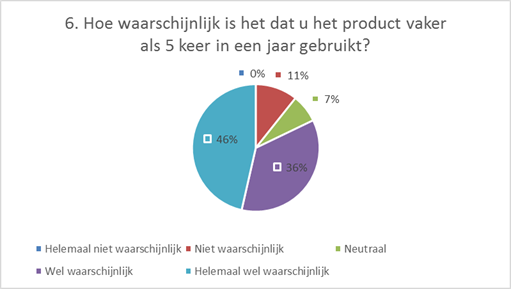 6. Hoe waarschijnlijk is het dat u het product vaker
als 5 keer in een jaar gebruikt?
0%
11%
7%
46%
36%
Helemaal niet waarschijnlijk
Niet waarschijnlijk
Neutraal
Wel waarschijnlijk
Helemaal wel waarschijnlijk